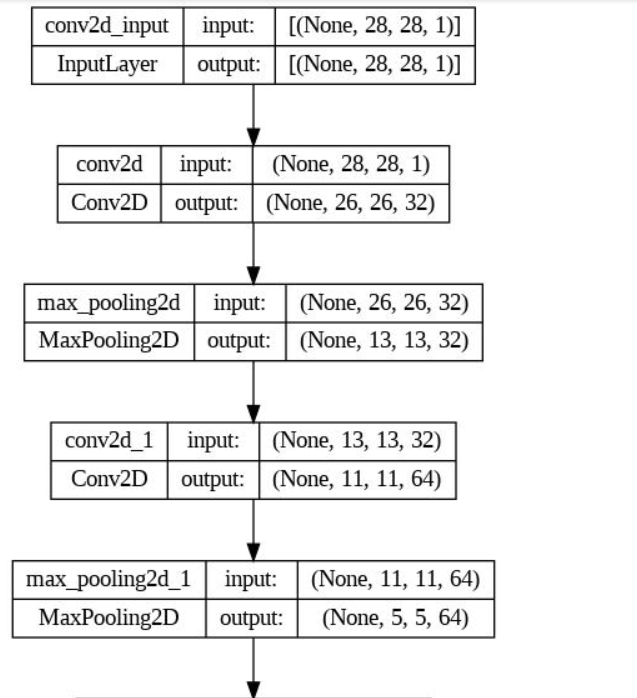 conv2d_input input: [(None, 28, 28, 1)]
InputLayer output: [(None, 28, 28, 1)]
conv2d input: (None, 28, 28, 1)
Conv2D output: (None, 26, 26, 32)
max_pooling2d input: (None, 26, 26, 32)
MaxPooling2D output: (None, 13, 13, 32)
conv2d_1 input: (None, 13, 13, 32)
Conv2D output: (None, 11, 11, 64)
max_pooling2d_1 input: (None, 11, 11, 64)
MaxPooling2D output: (None, 5, 5, 64)